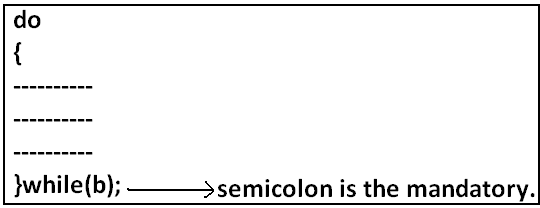 do
{
----------
----------
----------
}while(b); semicolon is the mandatory.